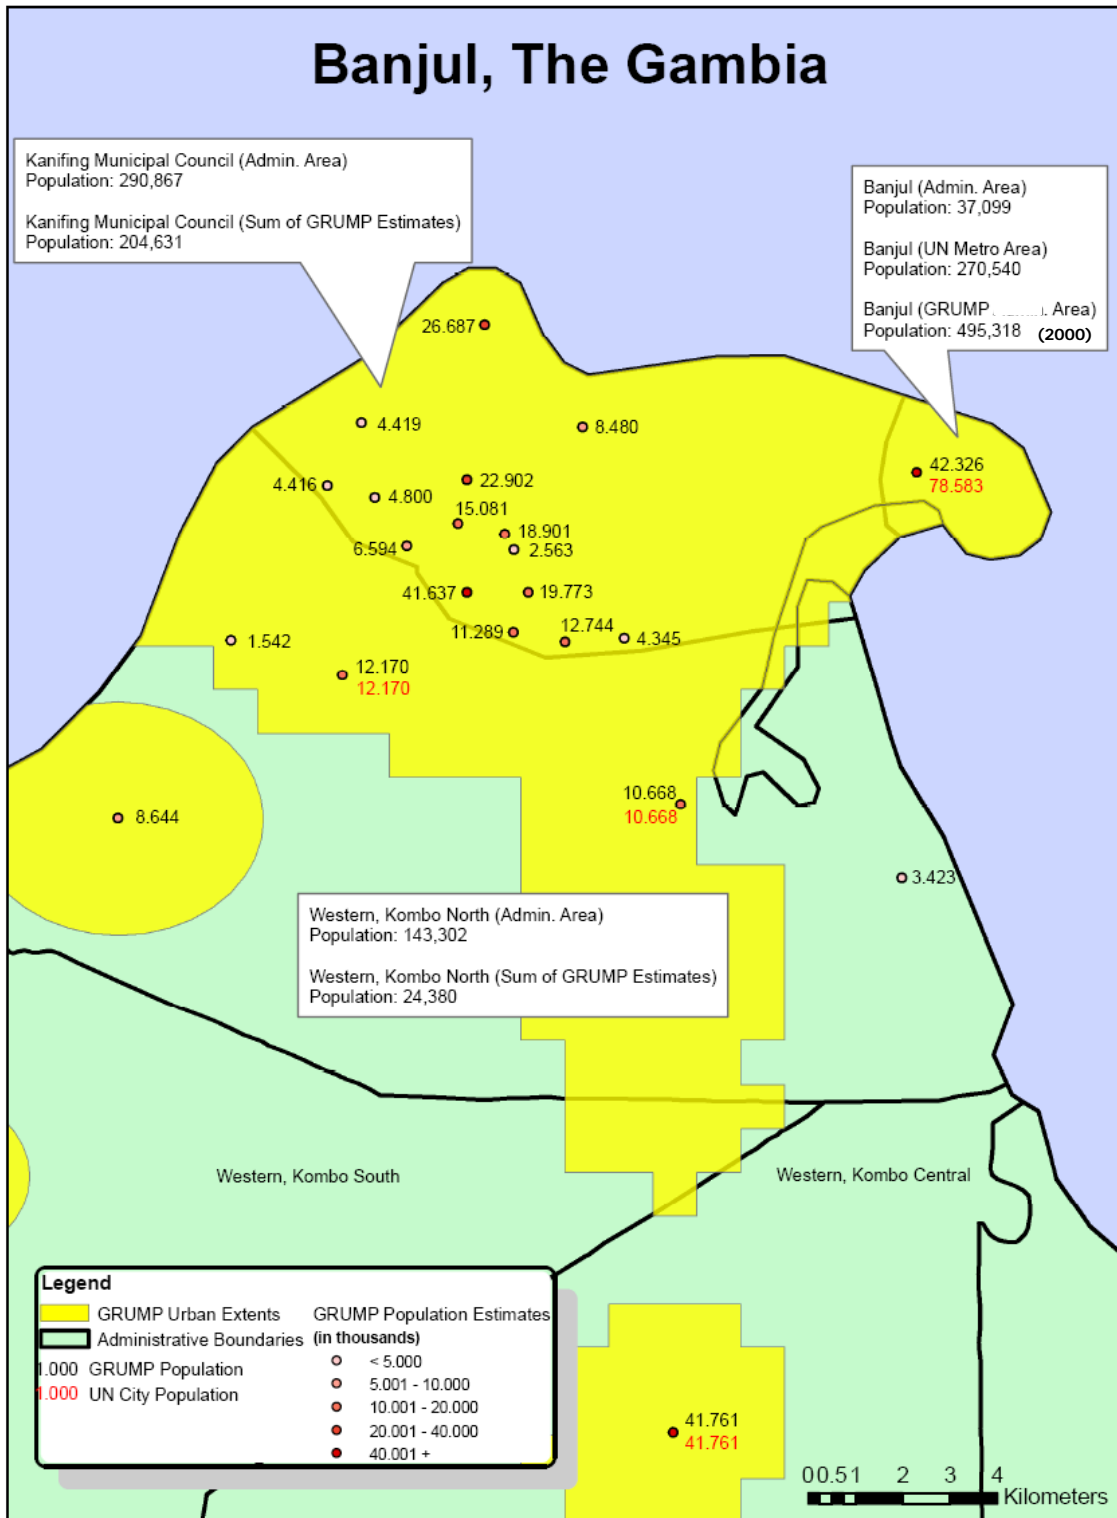 Banjul, The Gambia
Kanifing Municipal Council (Admin. Area)
Population: 290,867
Kanifing Municipal Council (Sum of GRUMP Estimates)
Population: 204,631
Banjul (Admin. Area)
Population: 37,099
Banjul (UN Metro Area)
Population: 270,540
Banjul (GRUMP Area)
Population: 495,318 (2000)
26.687
4.419
8.480
42.326
78.583
4.416
4.800
22.902
15.081
18.901
6.594
2.563
41.637
19.773
11.289
12.744
4.345
1.542
12.170
12.170
10.668
10.668
8.644
3.423
Western, Kombo North (Admin. Area)
Population: 143,302
Western, Kombo North (Sum of GRUMP Estimates)
Population: 24,380
Western, Kombo South
Western, Kombo Central
Legend
GRUMP Urban Extents
Administrative Boundaries
1.000 GRUMP Population
1.000 UN City Population
GRUMP Population Estimates
(in thousands)
< 5.000
5.001 - 10.000
10.001 - 20.000
20.001 - 40.000
40.001 +
41.761
41.761
0 0.5 1 2 3 4
Kilometers